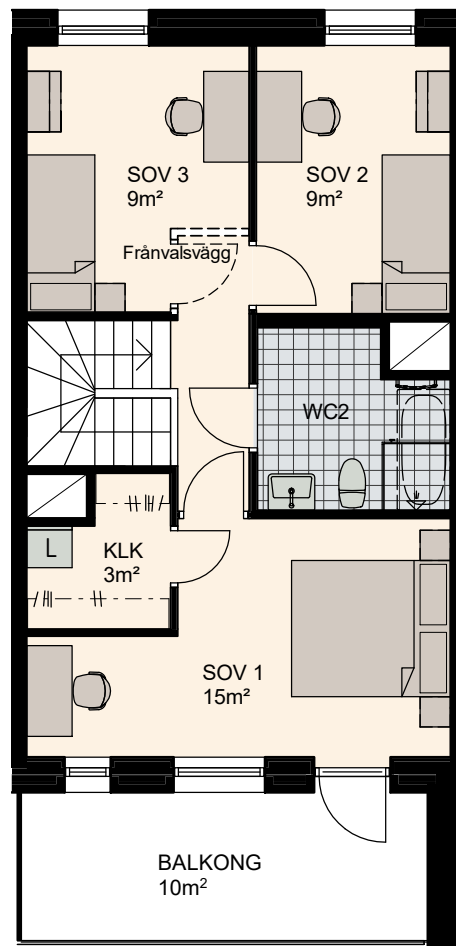 SOV 3
9m²
SOV 2
9m²
Frånvalsvägg
WC2
L
KLK
3m²
SOV 1
15m²
BALKONG
10m²